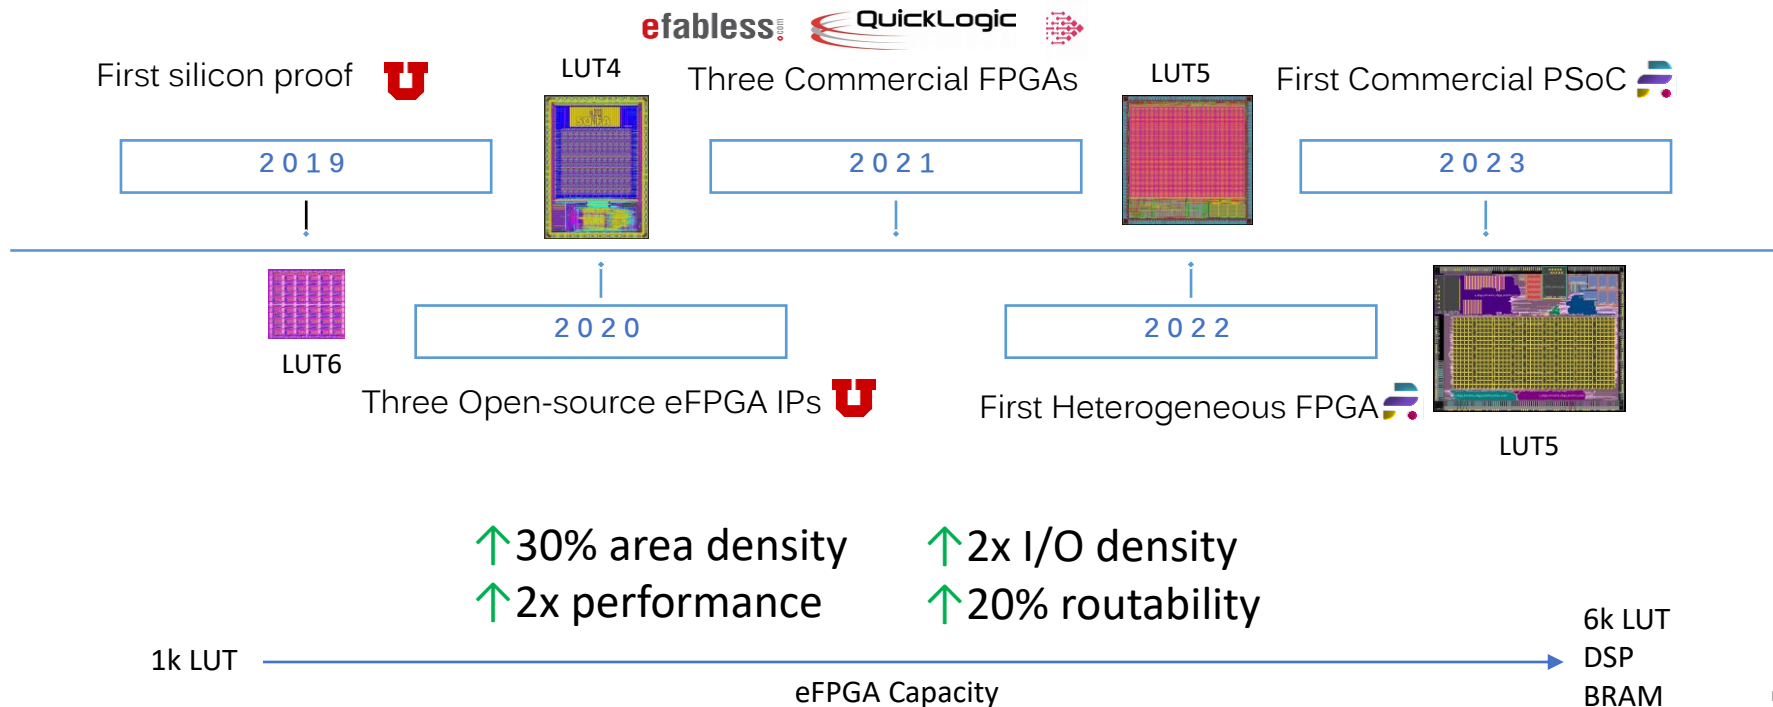 efabless.com QuickLogic
First silicon proof
LUT4
Three Commercial FPGAs
LUT5
First Commercial PSoC
2019
2021
2023
LUT6
2020
2022
Three Open-source eFPGA IPs
First Heterogeneous FPGA
LUT5
↑30% area density
↑2x I/O density
↑2x performance
↑20% routability
1k LUT
6k LUT
DSP
BRAM
eFPGA Capacity